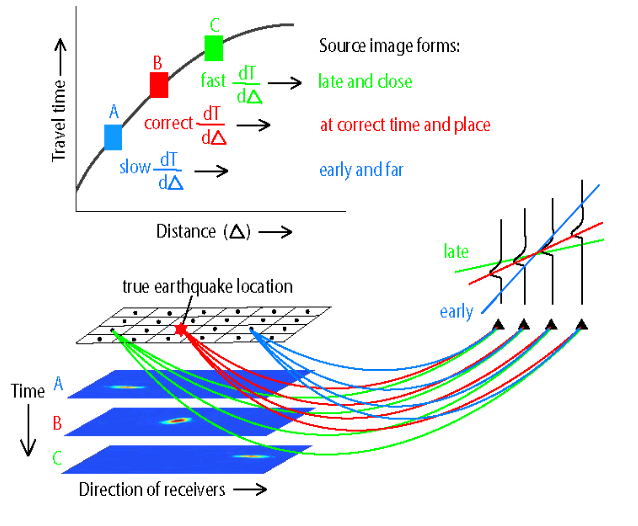 Travel time
A
B
C
Source image forms:
fast dT/dΔ
late and close
correct dT/dΔ
at correct time and place
slow dT/dΔ
early and far
Distance (Δ)
late
early
true earthquake location
Time
A
B
C
Direction of receivers